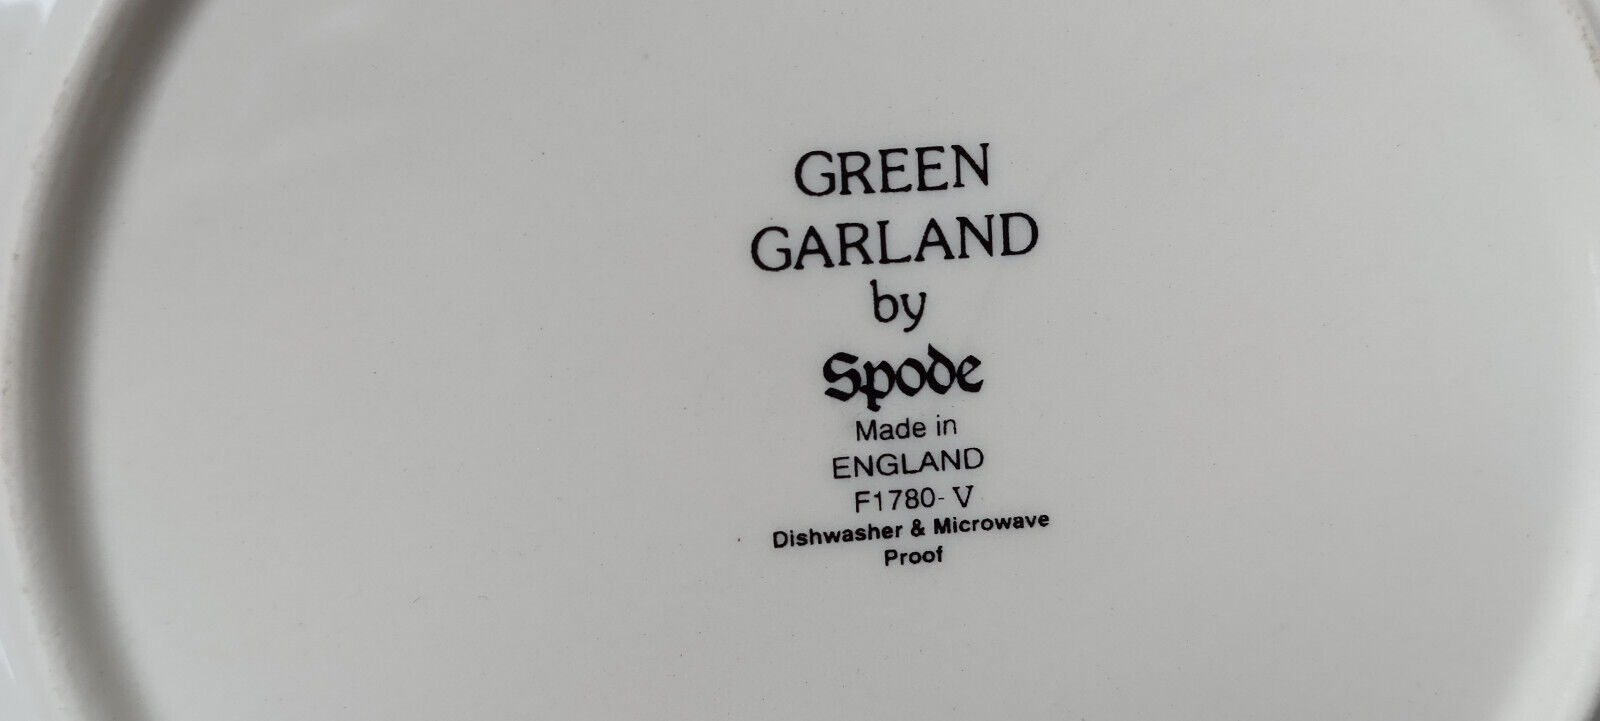 GREEN
GARLAND
by
Spode
Made in
ENGLAND
F1780-V
Dishwasher & Microwave
Proof